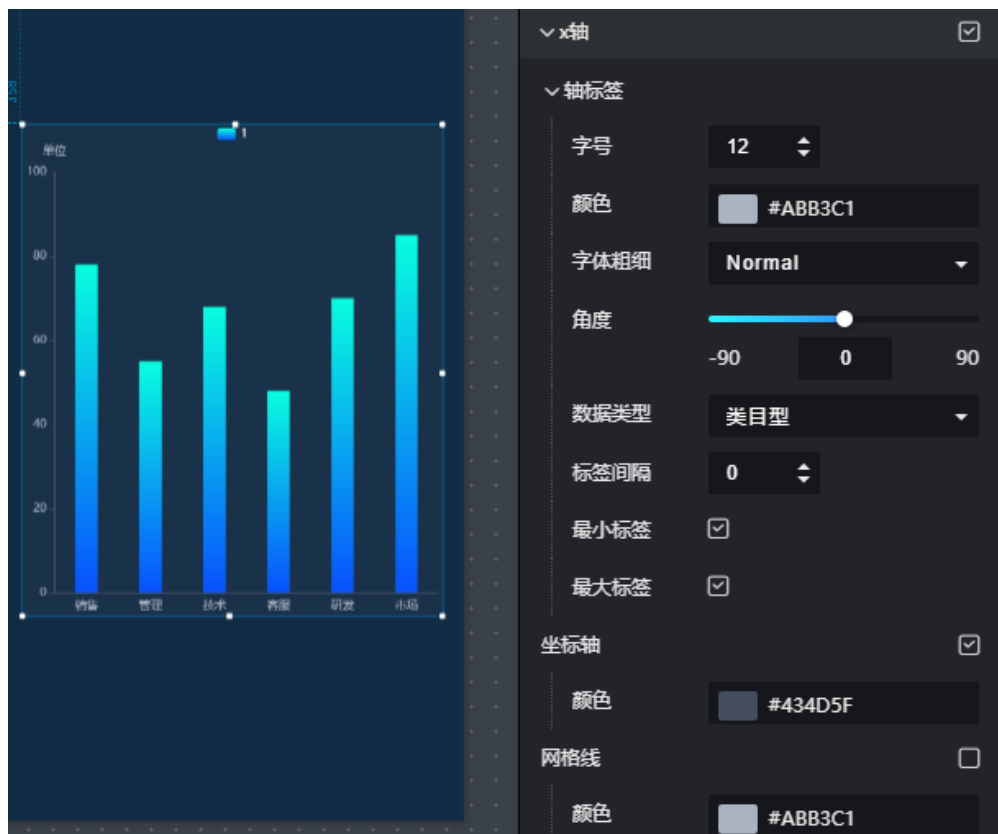 1
单位
100
80
60
40
20
0
销售 管理 技术 客服 研发 市场
x轴
轴标签
字号 12
颜色 #ABB3C1
字体粗细 Normal
角度
-90 0 90
数据类型 类目型
标签间隔 0
最小标签
最大标签
坐标轴
颜色 #434D5F
网格线
颜色 #ABB3C1